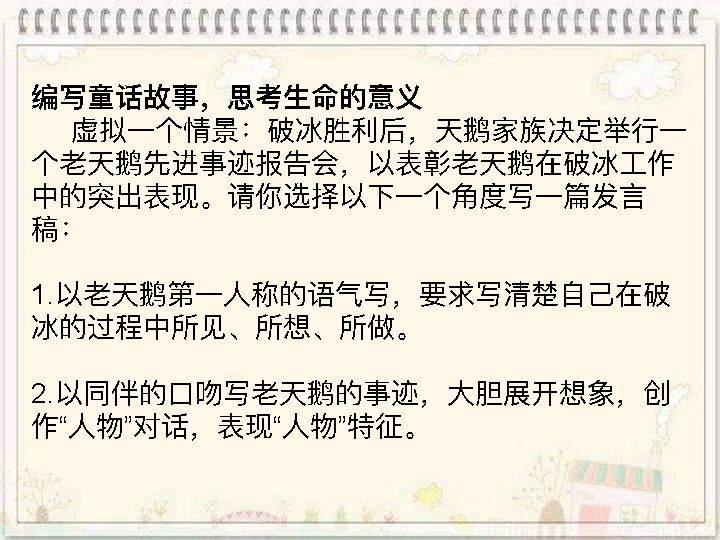 编写童话故事，思考生命的意义
虚拟一个情景：破冰胜利后，天鹅家族决定举行一
个老天鹅先进事迹报告会，以表彰老天鹅在破冰工作
中的突出表现。请你选择以下一个角度写一篇发言
稿：
1.以老天鹅第一人称的语气写，要求写清楚自己在破
冰的过程中所见、所想、所做。
2.以同伴的口吻写老天鹅的事迹，大胆展开想象，创
作“人物”对话，表现“人物”特征。